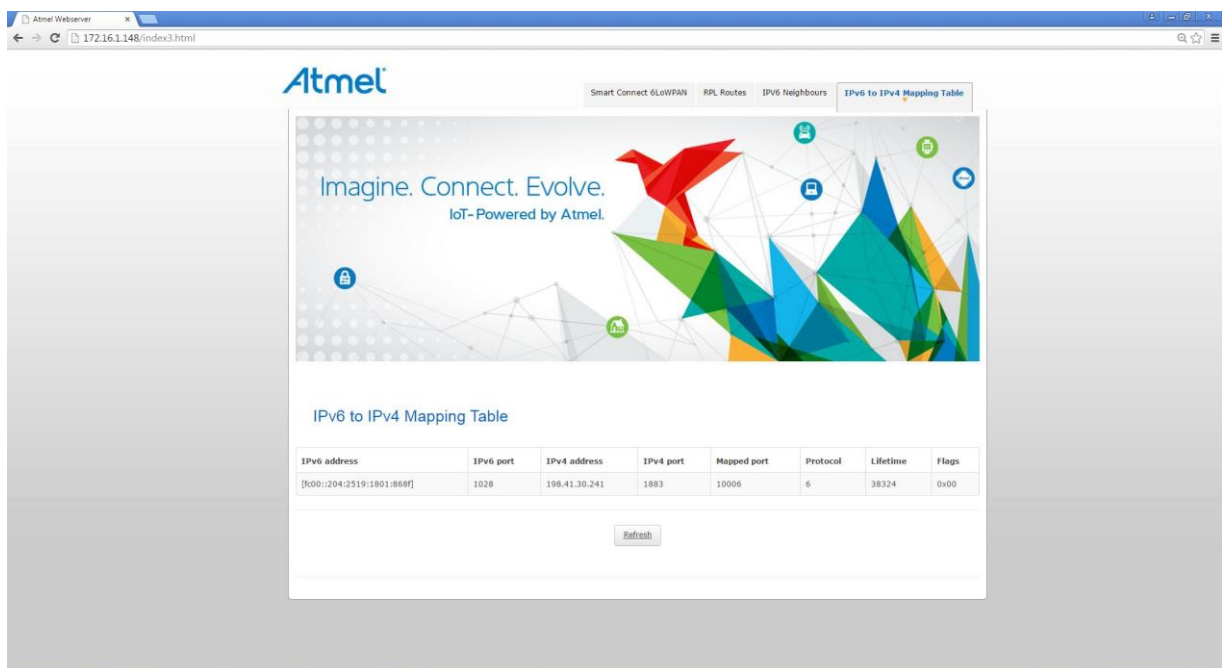 Atmel Webserver
172.16.1.148/index3.html
Atmel
Smart Connect 6LoWPAN RPL Routes IPV6 Neighbours IPv6 to IPv4 Mapping Table
Imagine. Connect. Evolve.
IoT-Powered by Atmel.
IPv6 to IPv4 Mapping Table
IPv6 address IPv6 port IPv4 address IPv4 port Mapped port Protocol Lifetime Flags
[fc00::204:2519:1801:868f] 1028 198.41.30.241 1883 10006 6 38324 0x00
Refresh